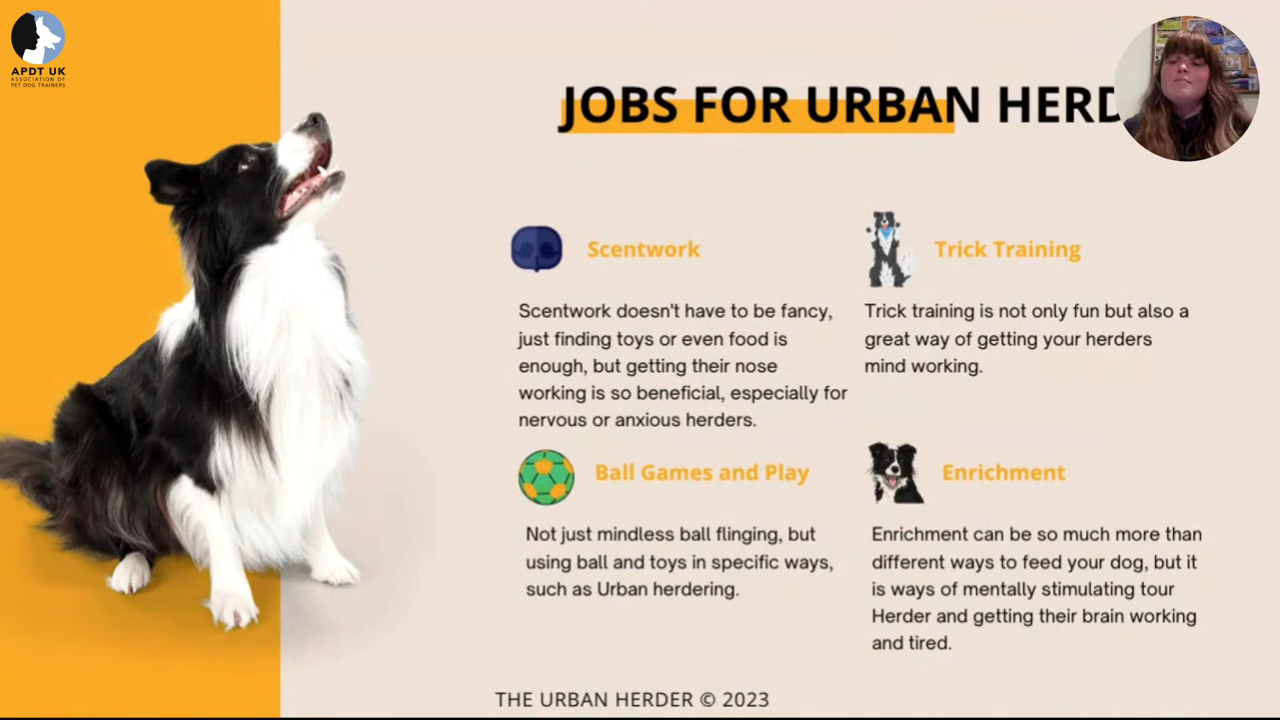 APDT UK
ASSOCIATION OF
PET DOG TRAINERS
JOBS FOR URBAN HERD
Scentwork
Scentwork doesn't have to be fancy,
just finding toys or even food is
enough, but getting their nose
working is so beneficial, especially for
nervous or anxious herders.
Trick Training
Trick training is not only fun but also a
great way of getting your herders
mind working.
Ball Games and Play
Not just mindless ball flinging, but
using ball and toys in specific ways,
such as Urban herdering.
Enrichment
Enrichment can be so much more than
different ways to feed your dog, but it
is ways of mentally stimulating tour
Herder and getting their brain working
and tired.
THE URBAN HERDER © 2023